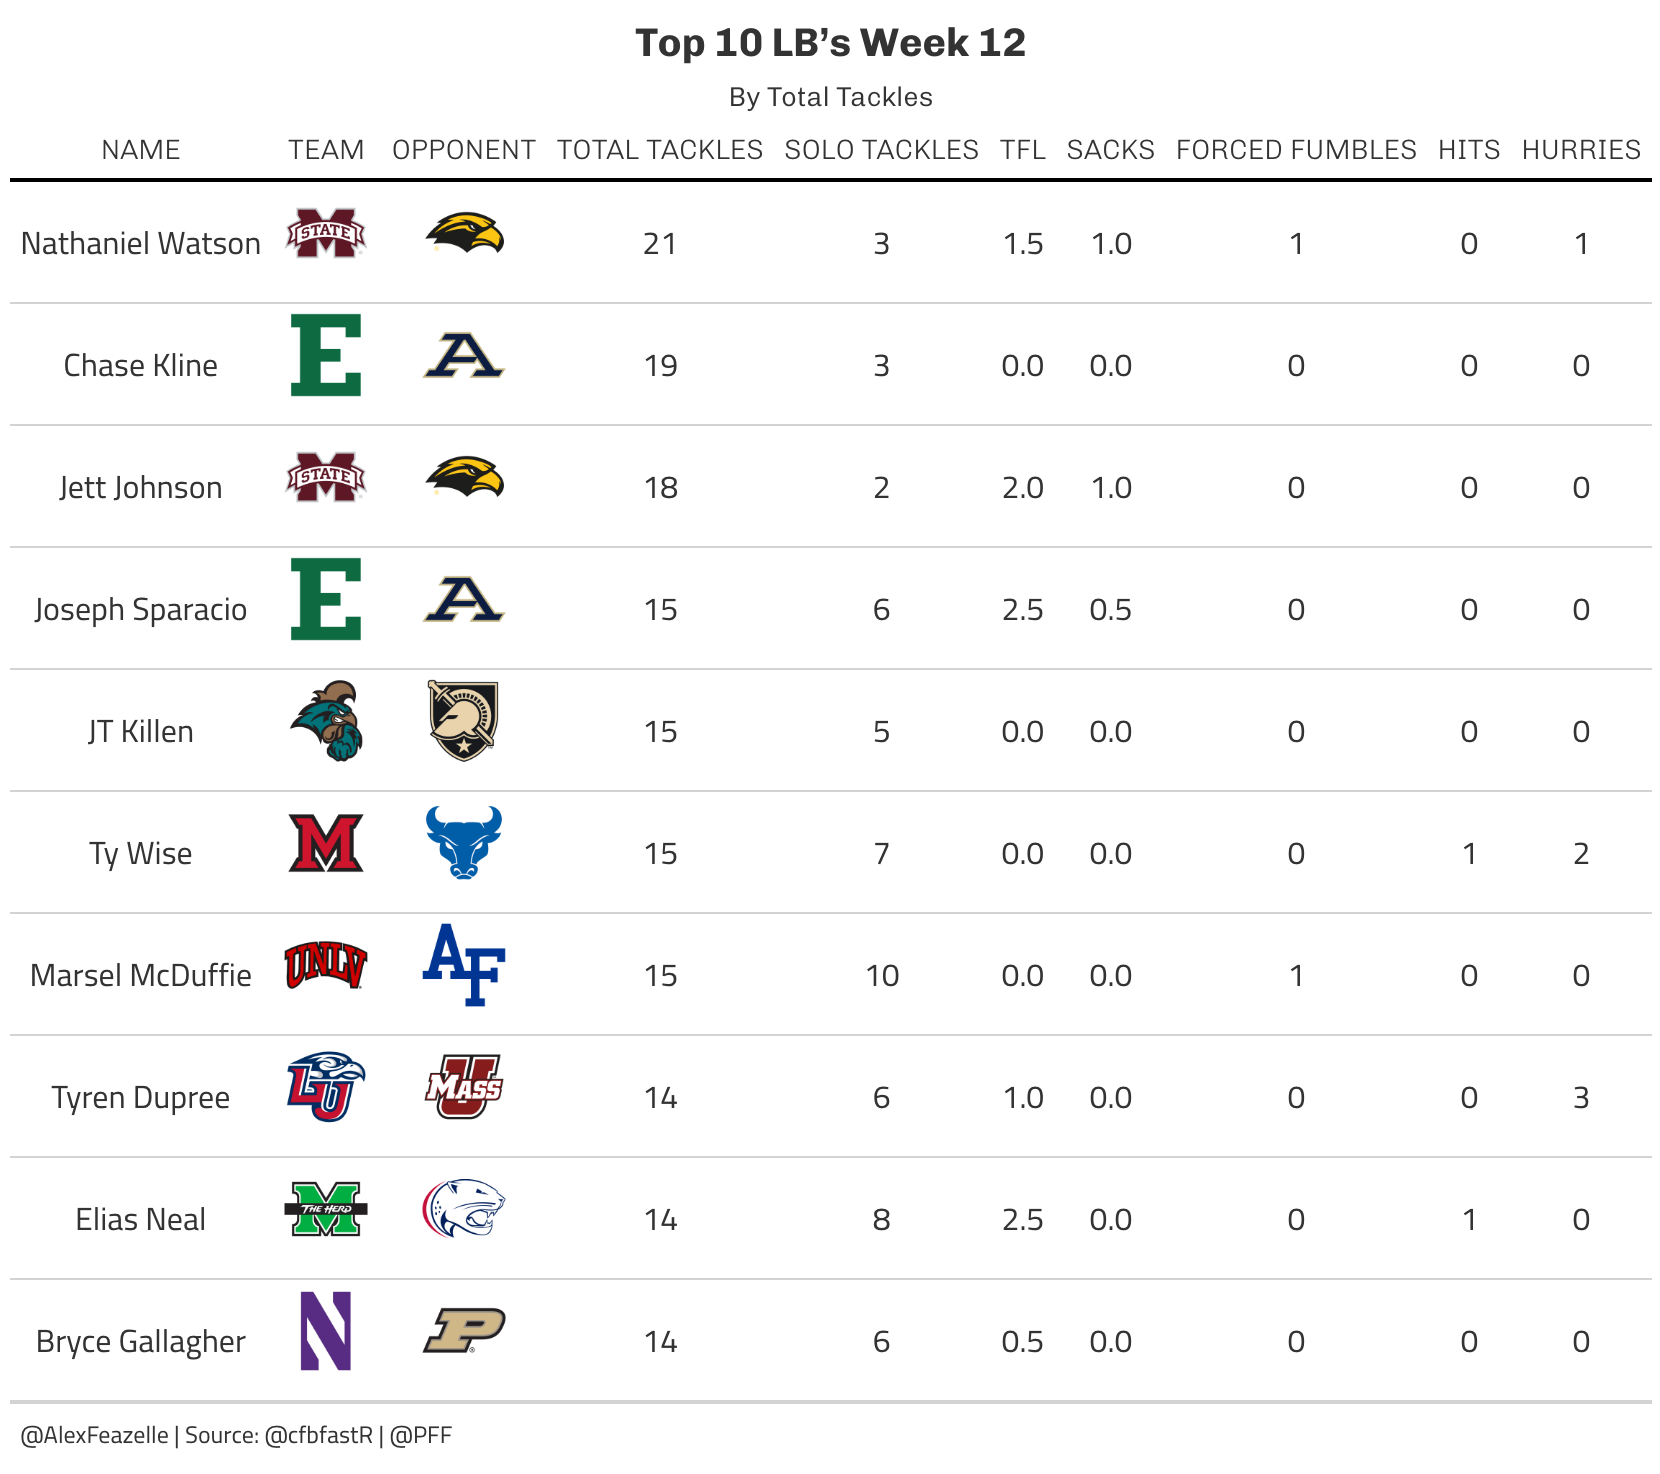 Top 10 LB’s Week 12
By Total Tackles
NAME TEAM OPPONENT TOTAL TACKLES SOLO TACKLES TFL SACKS FORCED FUMBLES HITS HURRIES
Nathaniel Watson STATE 21 3 1.5 1.0 1 0 1
Chase Kline E A 19 3 0.0 0.0 0 0 0
Jett Johnson STATE 18 2 2.0 1.0 0 0 0
Joseph Sparacio E A 15 6 2.5 0.5 0 0 0
JT Killen 15 5 0.0 0.0 0 0 0
Ty Wise M 15 7 0.0 0.0 0 1 2
Marsel McDuffie UNLV AF 15 10 0.0 0.0 1 0 0
Tyren Dupree LU UMASS 14 6 1.0 0.0 0 0 3
Elias Neal M THE HERD 14 8 2.5 0.0 0 1 0
Bryce Gallagher N P 14 6 0.5 0.0 0 0 0
@AlexFeazelle | Source: @cfbfastR | @PFF